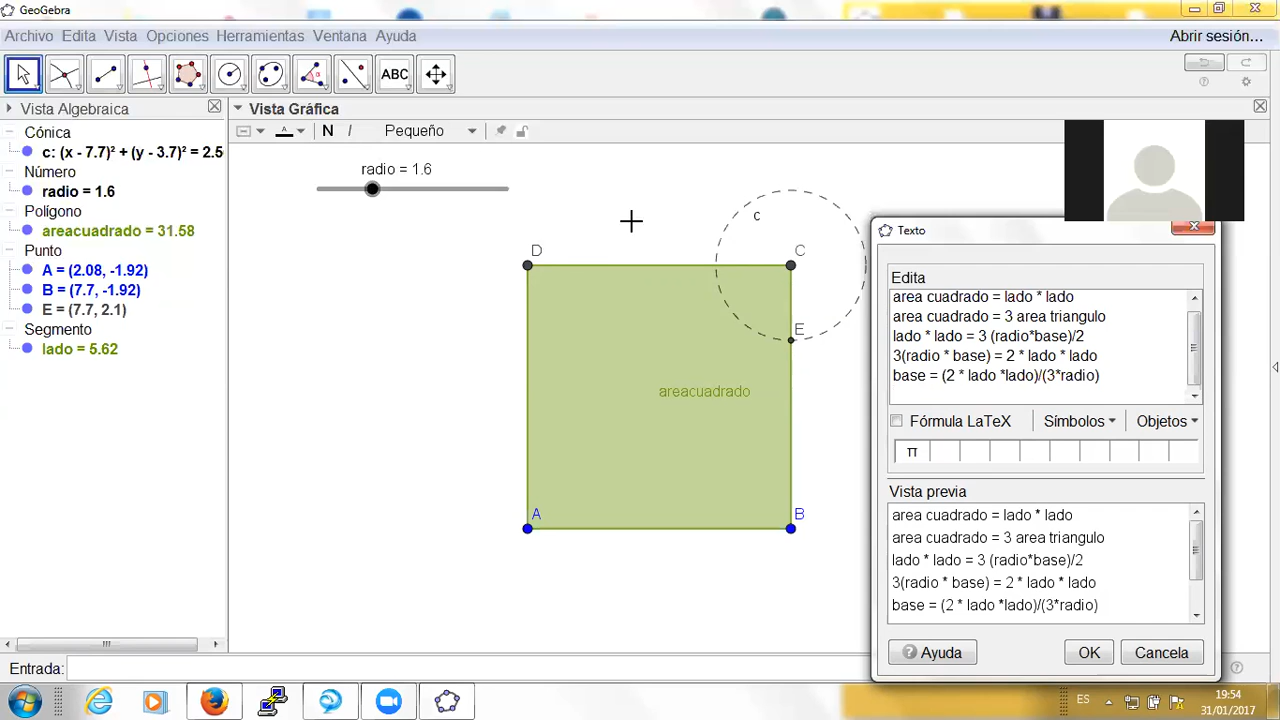 GeoGebra
Archivo Edita Vista Opciones Herramientas Ventana Ayuda
Abrir sesión...
ABC
Vista Algebraica
Vista Gráfica
N I Pequeño
Cónica
c: (x - 7.7)² + (y - 3.7)² = 2.5
Número
radio = 1.6
Polígono
areacuadrado = 31.58
Punto
A = (2.08, -1.92)
B = (7.7, -1.92)
E = (7.7, 2.1)
Segmento
lado = 5.62
radio = 1.6
c
D
C
E
areacuadrado
A
B
Texto
Edita
area cuadrado = lado * lado
area cuadrado = 3 area triangulo
lado * lado = 3 (radio*base)/2
3(radio * base) = 2 * lado * lado
base = (2 * lado *lado)/(3*radio)
Fórmula LaTeX Símbolos Objetos
π
Vista previa
area cuadrado = lado * lado
area cuadrado = 3 area triangulo
lado * lado = 3 (radio*base)/2
3(radio * base) = 2 * lado * lado
base = (2 * lado *lado)/(3*radio)
Ayuda OK Cancela
Entrada:
ES
19:54
31/01/2017